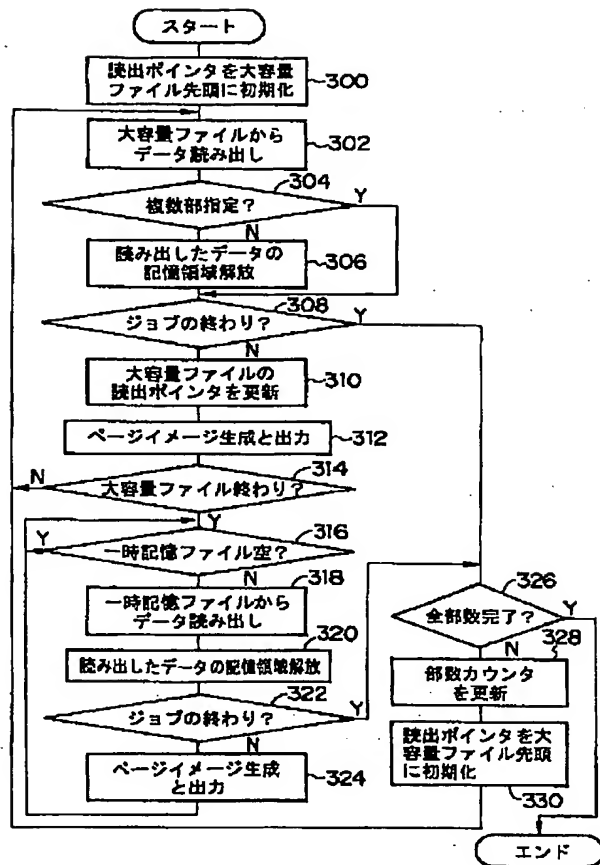 スタート
読出ポインタを大容量
ファイル先頭に初期化
300
大容量ファイルから
データ読み出し
302
304
複数部指定?
Y
N
読み出したデータの
記憶領域解放
306
308
ジョブの終わり?
Y
N
大容量ファイルの
読出ポインタを更新
310
ページイメージ生成と出力
312
314
N
大容量ファイル終わり?
Y
316
Y
一時記憶ファイル空?
N
318
一時記憶ファイルから
データ読み出し
320
読み出したデータの記憶領域解放
322
ジョブの終わり?
Y
N
ページイメージ生成
と出力
324
326
全部数完了?
Y
N
328
部数カウンタ
を更新
読出ポインタを大
容量ファイル先頭
に初期化
330
エンド